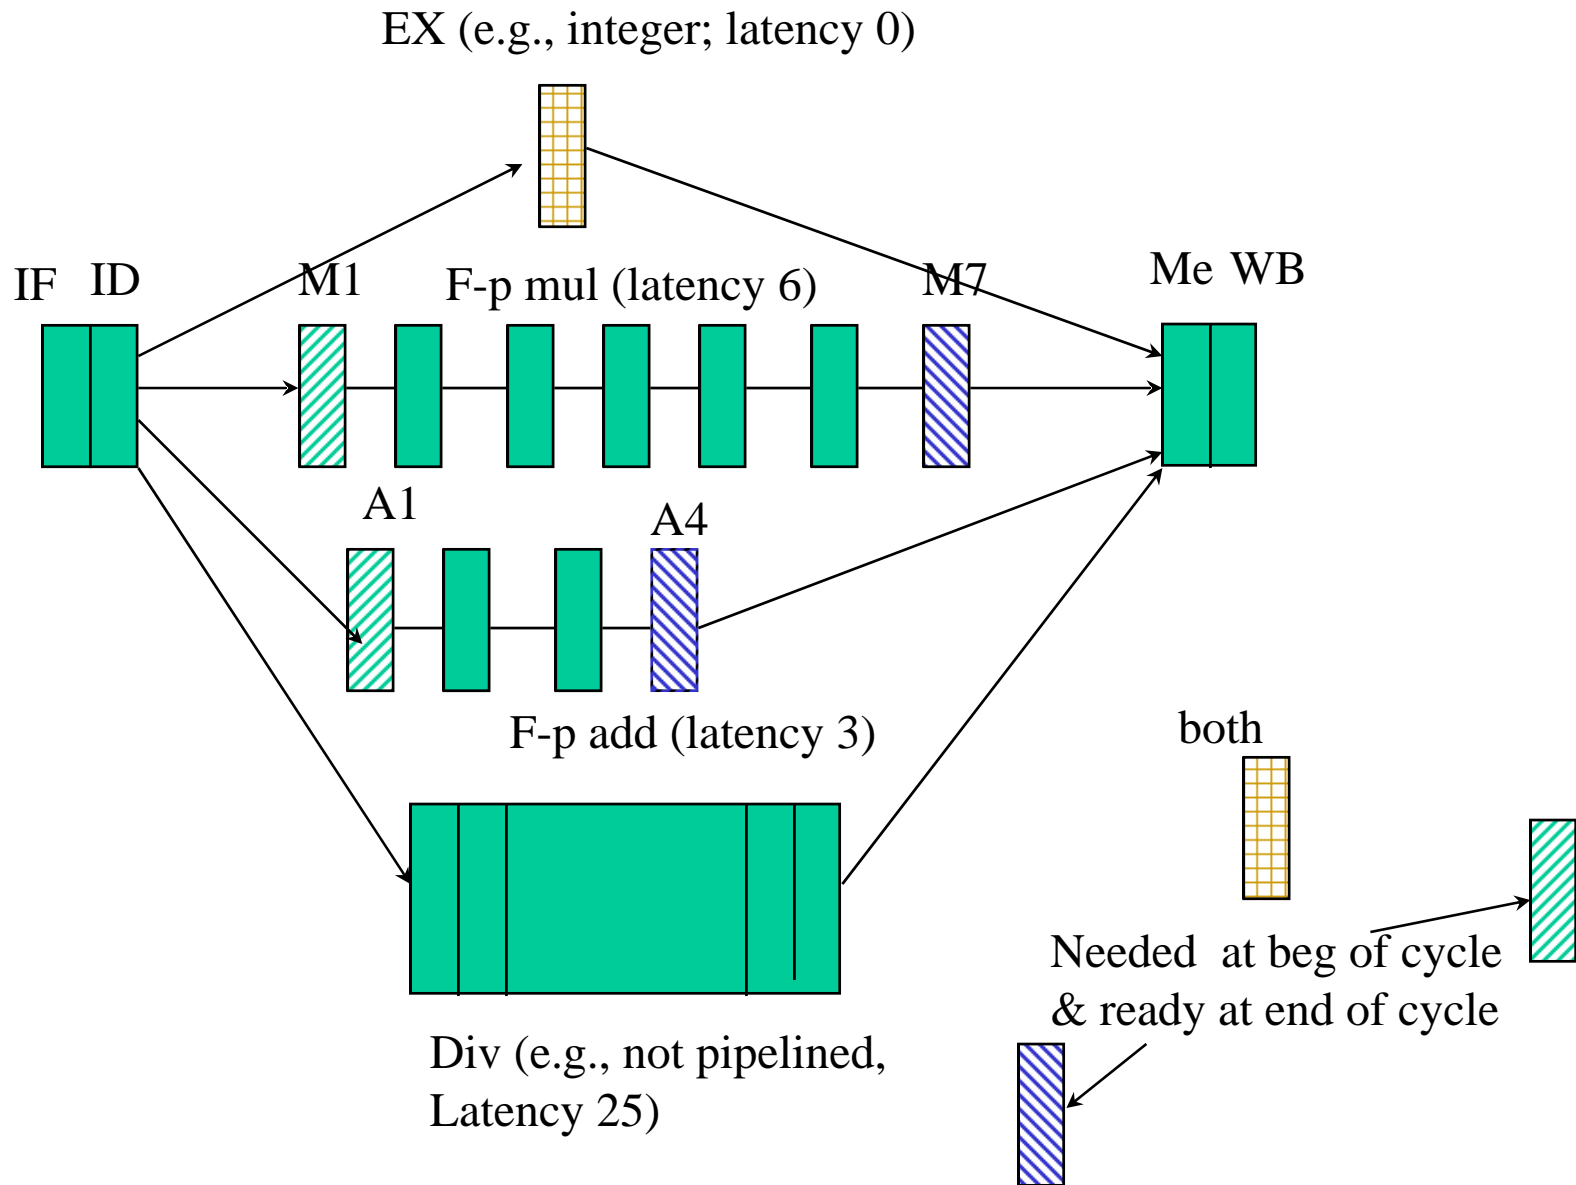 EX (e.g., integer; latency 0)
IF ID M1 F-p mul (latency 6) M7 Me WB
A1 A4
F-p add (latency 3)
both
Needed at beg of cycle
& ready at end of cycle
Div (e.g., not pipelined,
Latency 25)